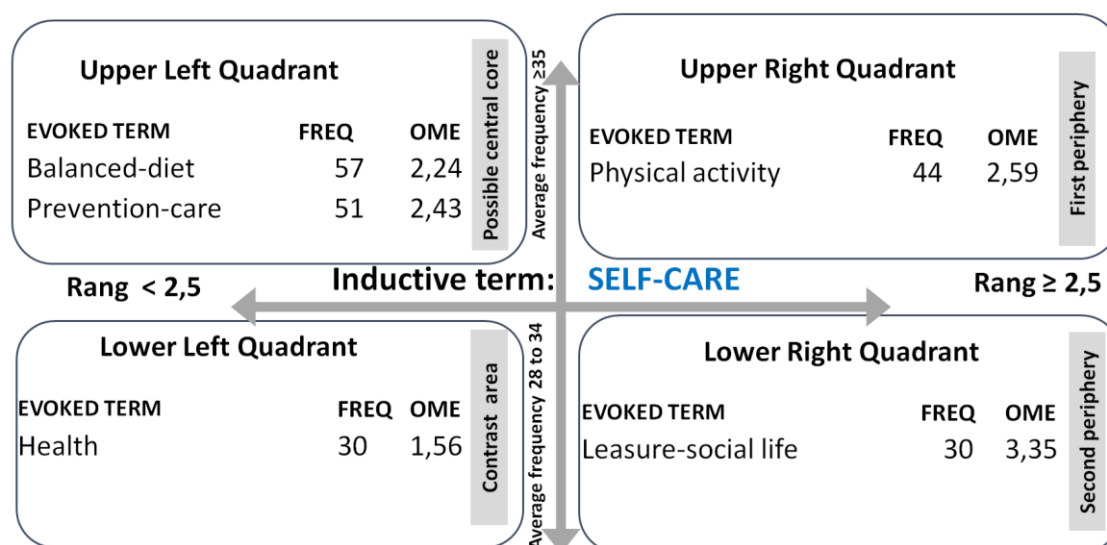 Upper Left Quadrant
EVOKED TERM FREQ OME
Balanced-diet 57 2,24
Prevention-care 51 2,43
Possible central core
Average frequency ≥35
Upper Right Quadrant
EVOKED TERM FREQ OME
Physical activity 44 2,59
First periphery
Rang < 2,5
Inductive term: SELF-CARE
Rang ≥ 2,5
Lower Left Quadrant
EVOKED TERM FREQ OME
Health 30 1,56
Contrast area
Average frequency 28 to 34
Lower Right Quadrant
EVOKED TERM FREQ OME
Leasure-social life 30 3,35
Second periphery